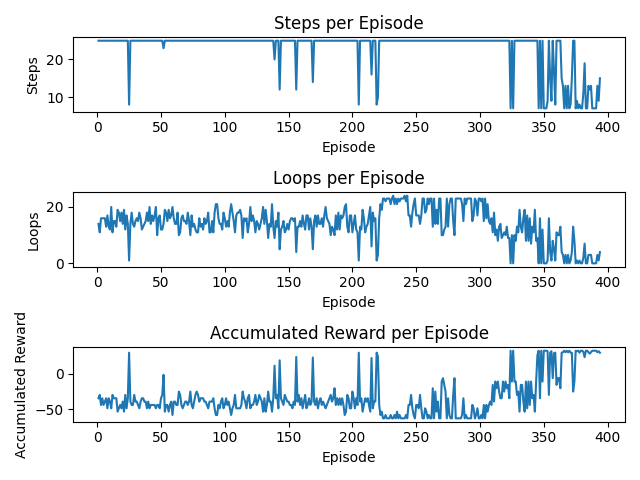 Steps per Episode
Steps
20
10
0 50 100 150 200 250 300 350 400
Episode
Loops per Episode
Loops
20
0
0 50 100 150 200 250 300 350 400
Episode
Accumulated Reward per Episode
Accumulated Reward
0
−50
0 50 100 150 200 250 300 350 400
Episode